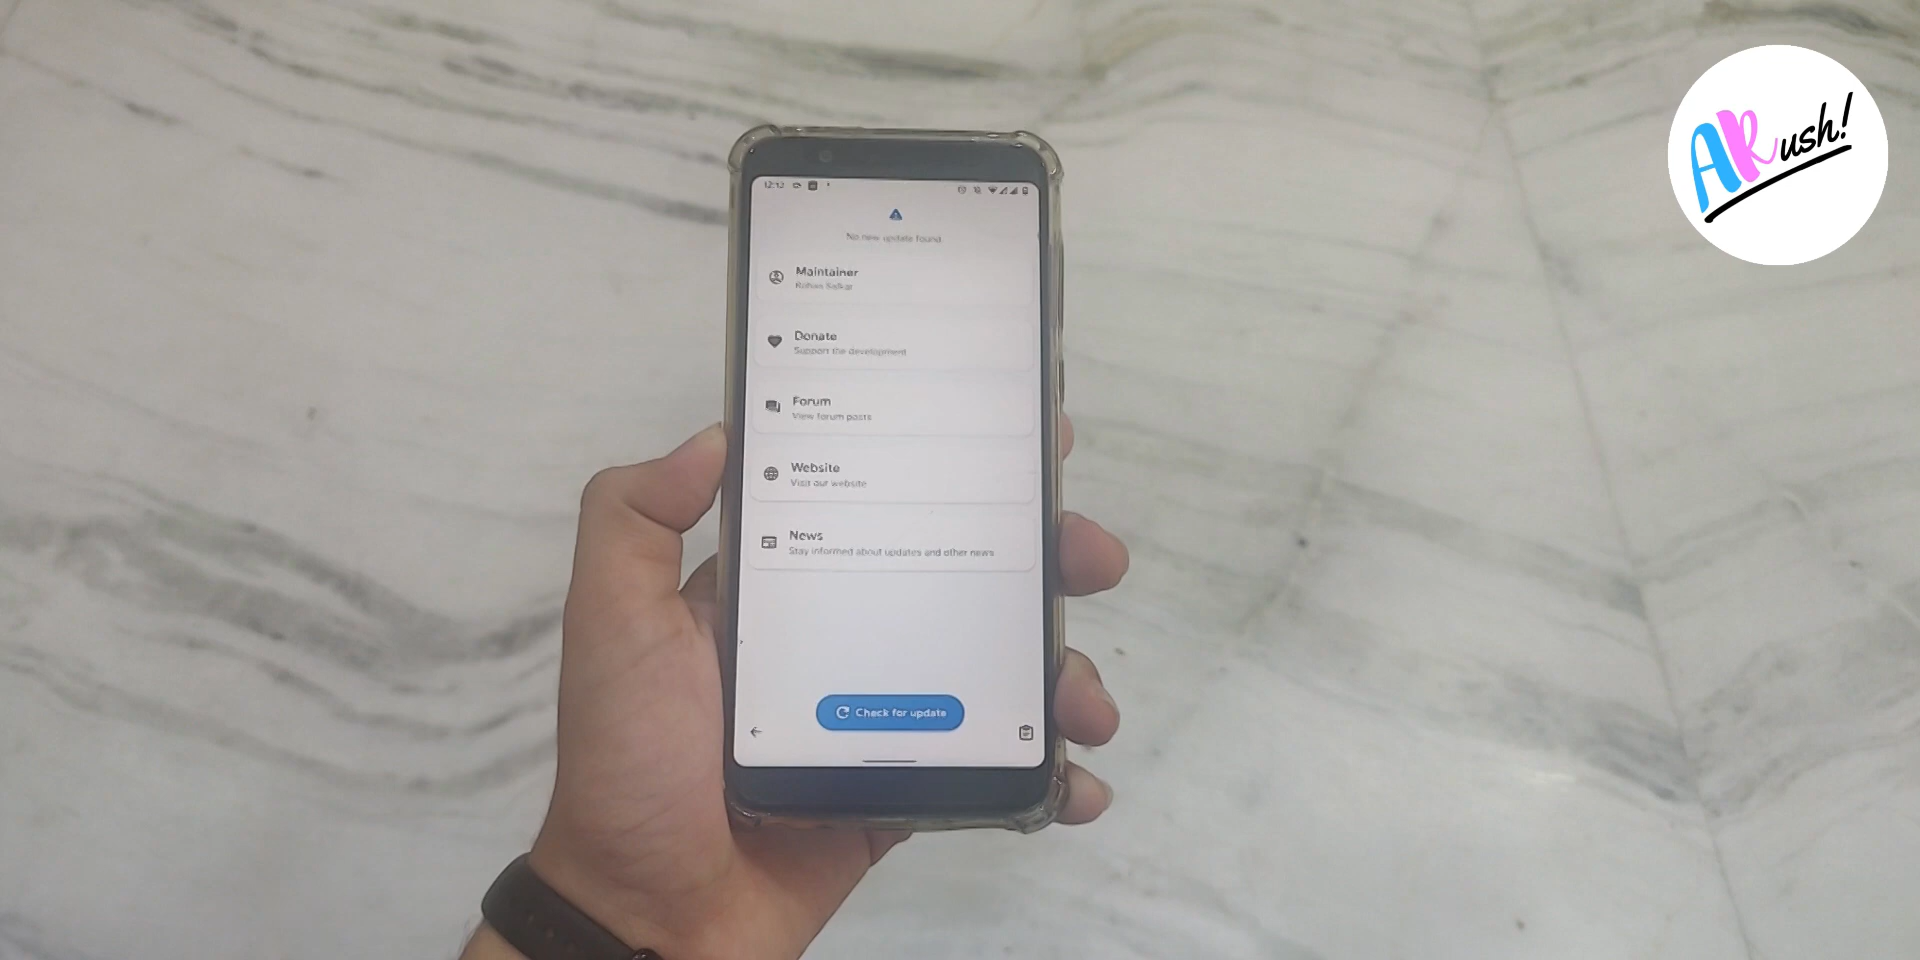 ARush!
12:12
No new update found
Maintainer
Donate
Support the development
Forum
View forum posts
Website
Visit our website
News
Stay informed about updates and other news
Check for update